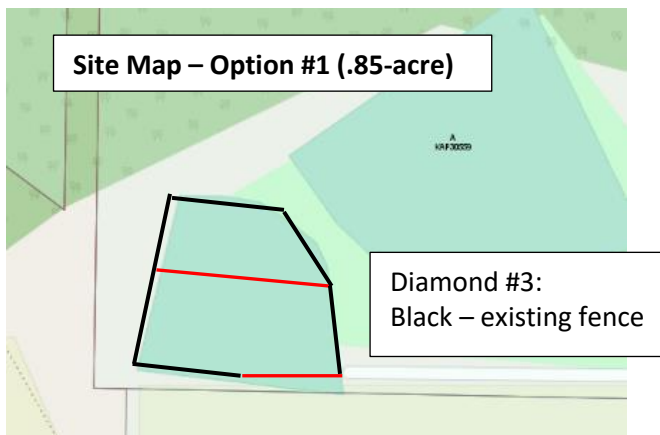 Site Map – Option #1 (.85-acre)
A
Diamond #3:
Black – existing fence